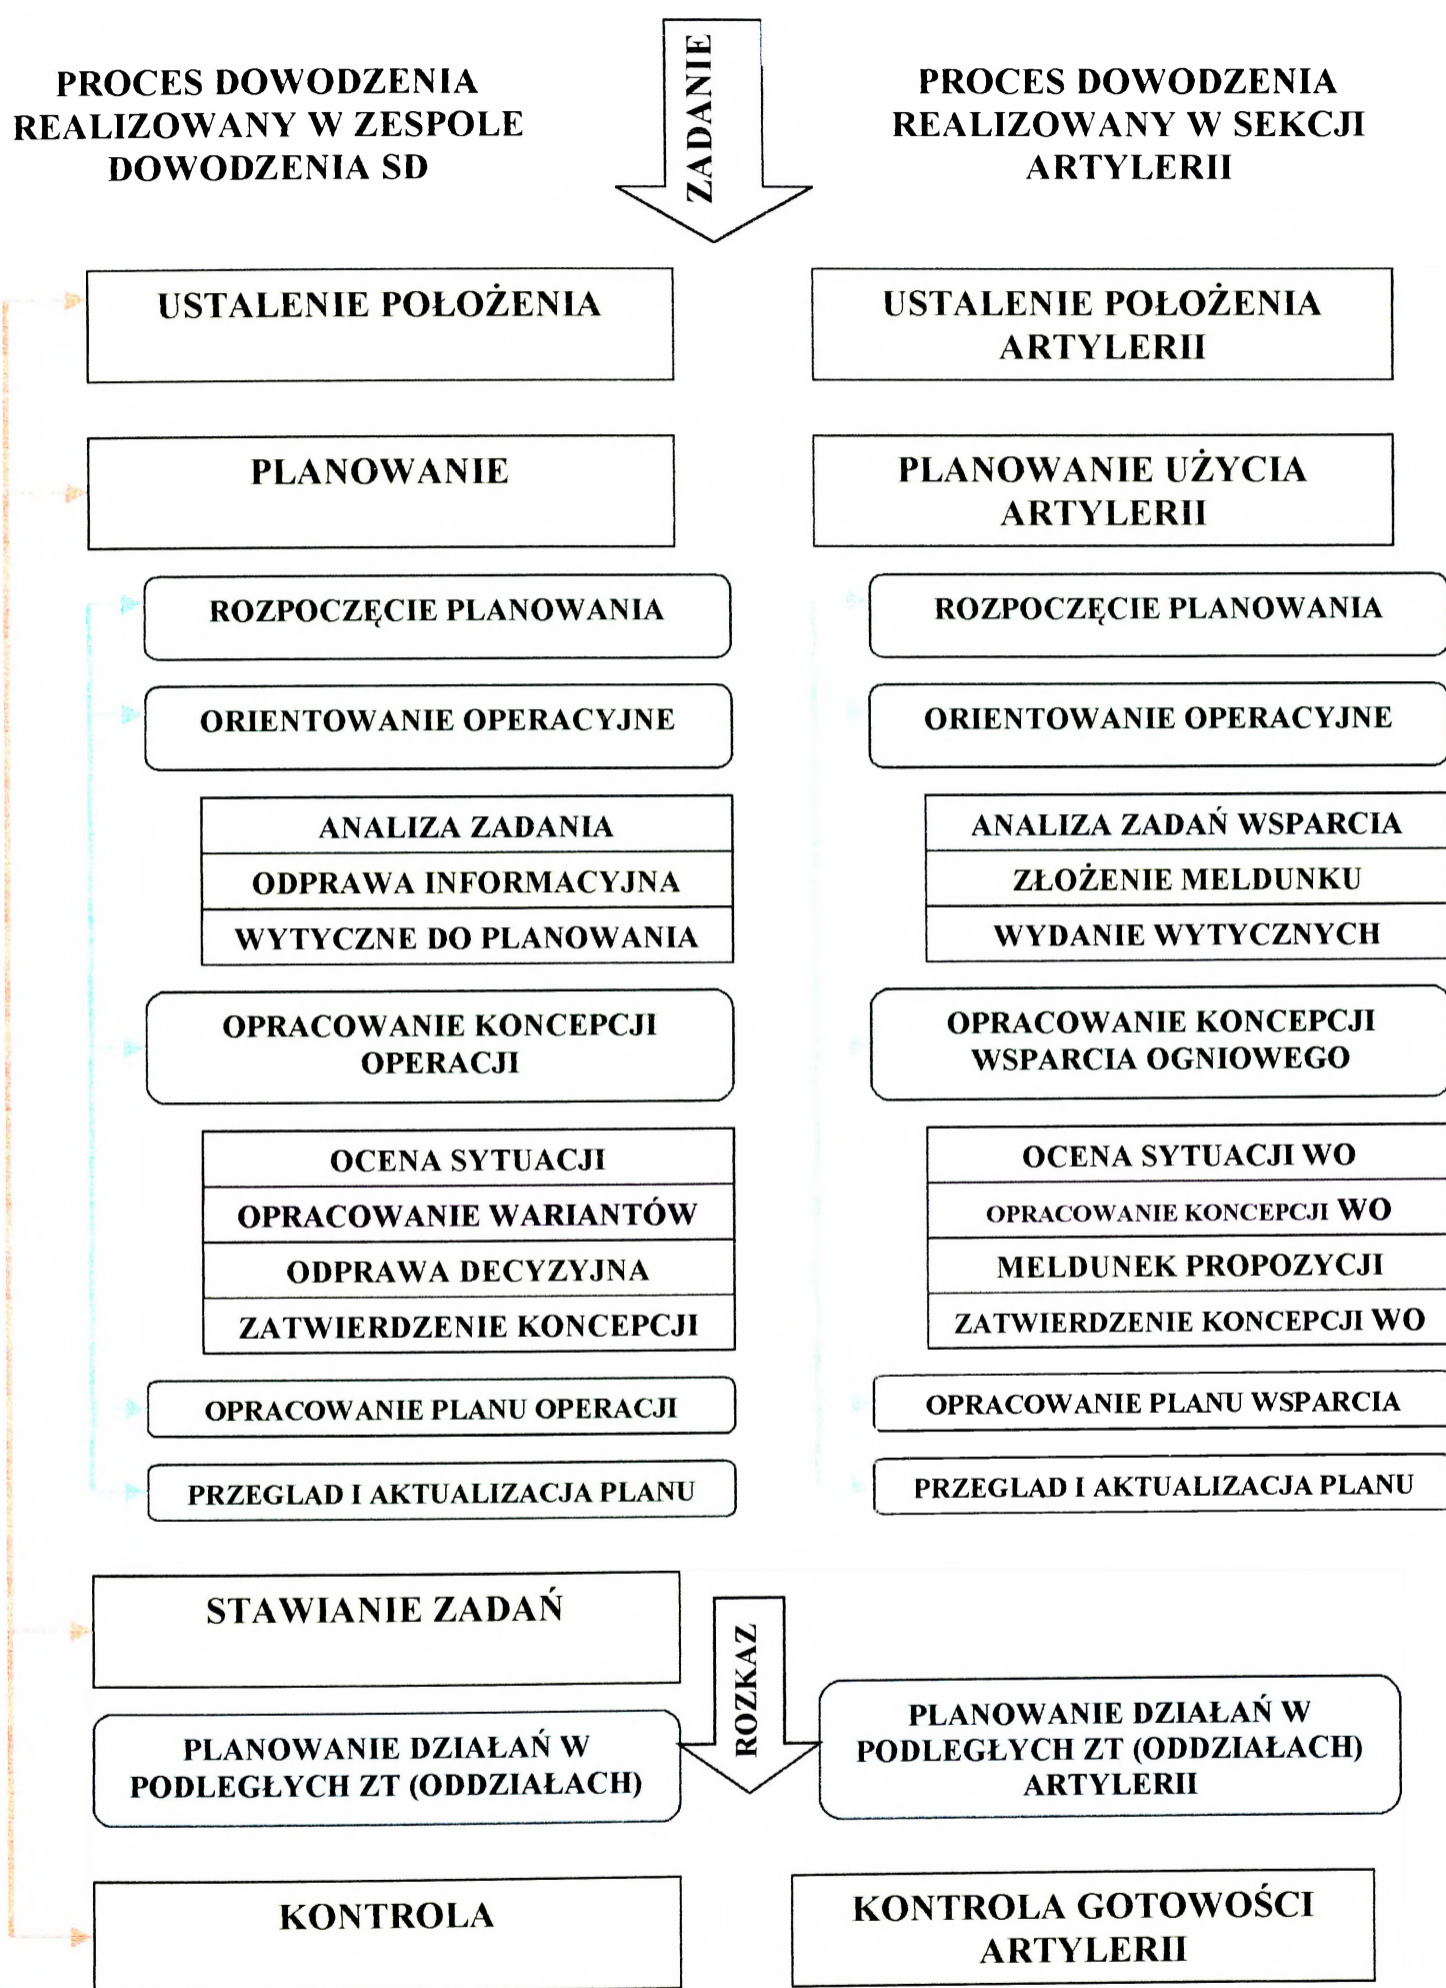 PROCES DOWODZENIA
REALIZOWANY W ZESPOLE
DOWODZENIA SD
ZADANIE
PROCES DOWODZENIA
REALIZOWANY W SEKCJI
ARTYLERII
USTALENIE POŁOŻENIA
USTALENIE POŁOŻENIA
ARTYLERII
PLANOWANIE
PLANOWANIE UŻYCIA
ARTYLERII
ROZPOCZĘCIE PLANOWANIA
ROZPOCZĘCIE PLANOWANIA
ORIENTOWANIE OPERACYJNE
ORIENTOWANIE OPERACYJNE
ANALIZA ZADANIA
ODPRAWA INFORMACYJNA
WYTYCZNE DO PLANOWANIA
ANALIZA ZADAŃ WSPARCIA
ZŁOŻENIE MELDUNKU
WYDANIE WYTYCZNYCH
OPRACOWANIE KONCEPCJI
OPERACJI
OPRACOWANIE KONCEPCJI
WSPARCIA OGNIOWEGO
OCENA SYTUACJI
OPRACOWANIE WARIANTÓW
ODPRAWA DECYZYJNA
ZATWIERDZENIE KONCEPCJI
OCENA SYTUACJI WO
OPRACOWANIE KONCEPCJI WO
MELDUNEK PROPOZYCJI
ZATWIERDZENIE KONCEPCJI WO
OPRACOWANIE PLANU OPERACJI
OPRACOWANIE PLANU WSPARCIA
PRZEGLAD I AKTUALIZACJA PLANU
PRZEGLAD I AKTUALIZACJA PLANU
STAWIANIE ZADAŃ
ROZKAZ
PLANOWANIE DZIAŁAŃ W
PODLEGŁYCH ZT (ODDZIAŁACH)
PLANOWANIE DZIAŁAŃ W
PODLEGŁYCH ZT (ODDZIAŁACH)
ARTYLERII
KONTROLA
KONTROLA GOTOWOŚCI
ARTYLERII